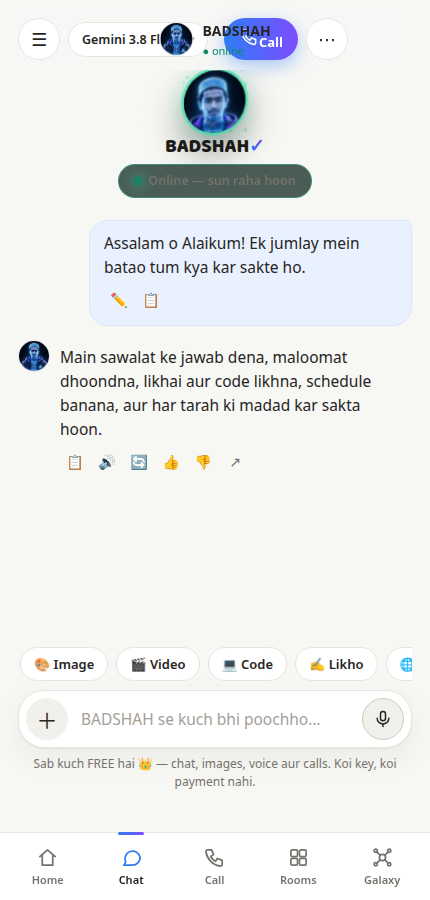 ☰ Gemini 3.8 Fl BADSHAH Call ⋯
● online
BADSHAH✓
Online — sun raha hoon
Assalam o Alaikum! Ek jumlay mein
batao tum kya kar sakte ho.
Main sawalat ke jawab dena, maloomat
dhoondna, likhai aur code likhna, schedule
banana, aur har tarah ki madad kar sakta
hoon.
Image Video Code Likho
BADSHAH se kuch bhi poochho...
Sab kuch FREE hai 👑 — chat, images, voice aur calls. Koi key, koi
payment nahi.
Home Chat Call Rooms Galaxy